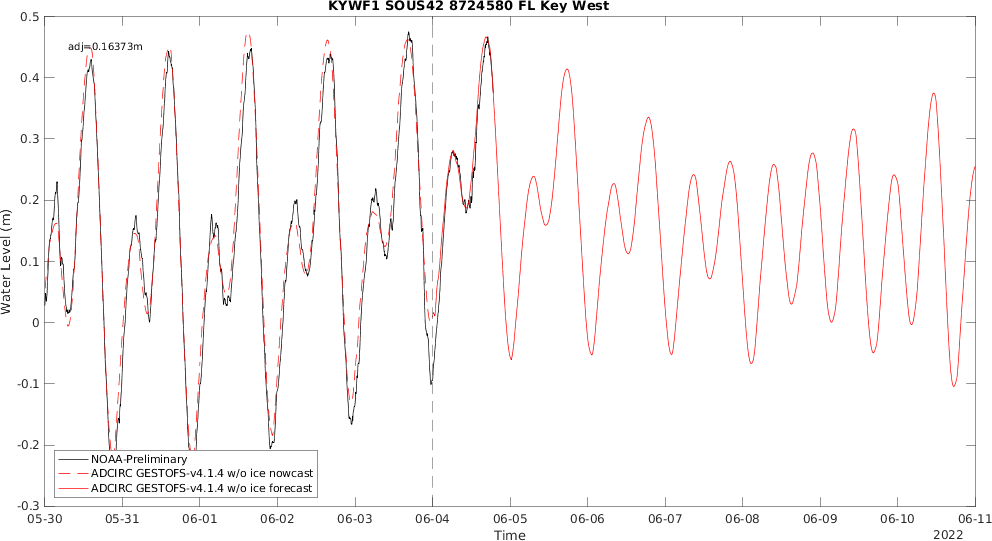 KYWF1 SOUS42 8724580 FL Key West
0.5
adj=0.16373m
0.4
0.3
0.2
0.1
0
-0.1
-0.2
-0.3
Water Level (m)
NOAA-Preliminary
ADCIRC GESTOFS-v4.1.4 w/o ice nowcast
ADCIRC GESTOFS-v4.1.4 w/o ice forecast
05-30 05-31 06-01 06-02 06-03 06-04 06-05 06-06 06-07 06-08 06-09 06-10 06-11
Time
2022